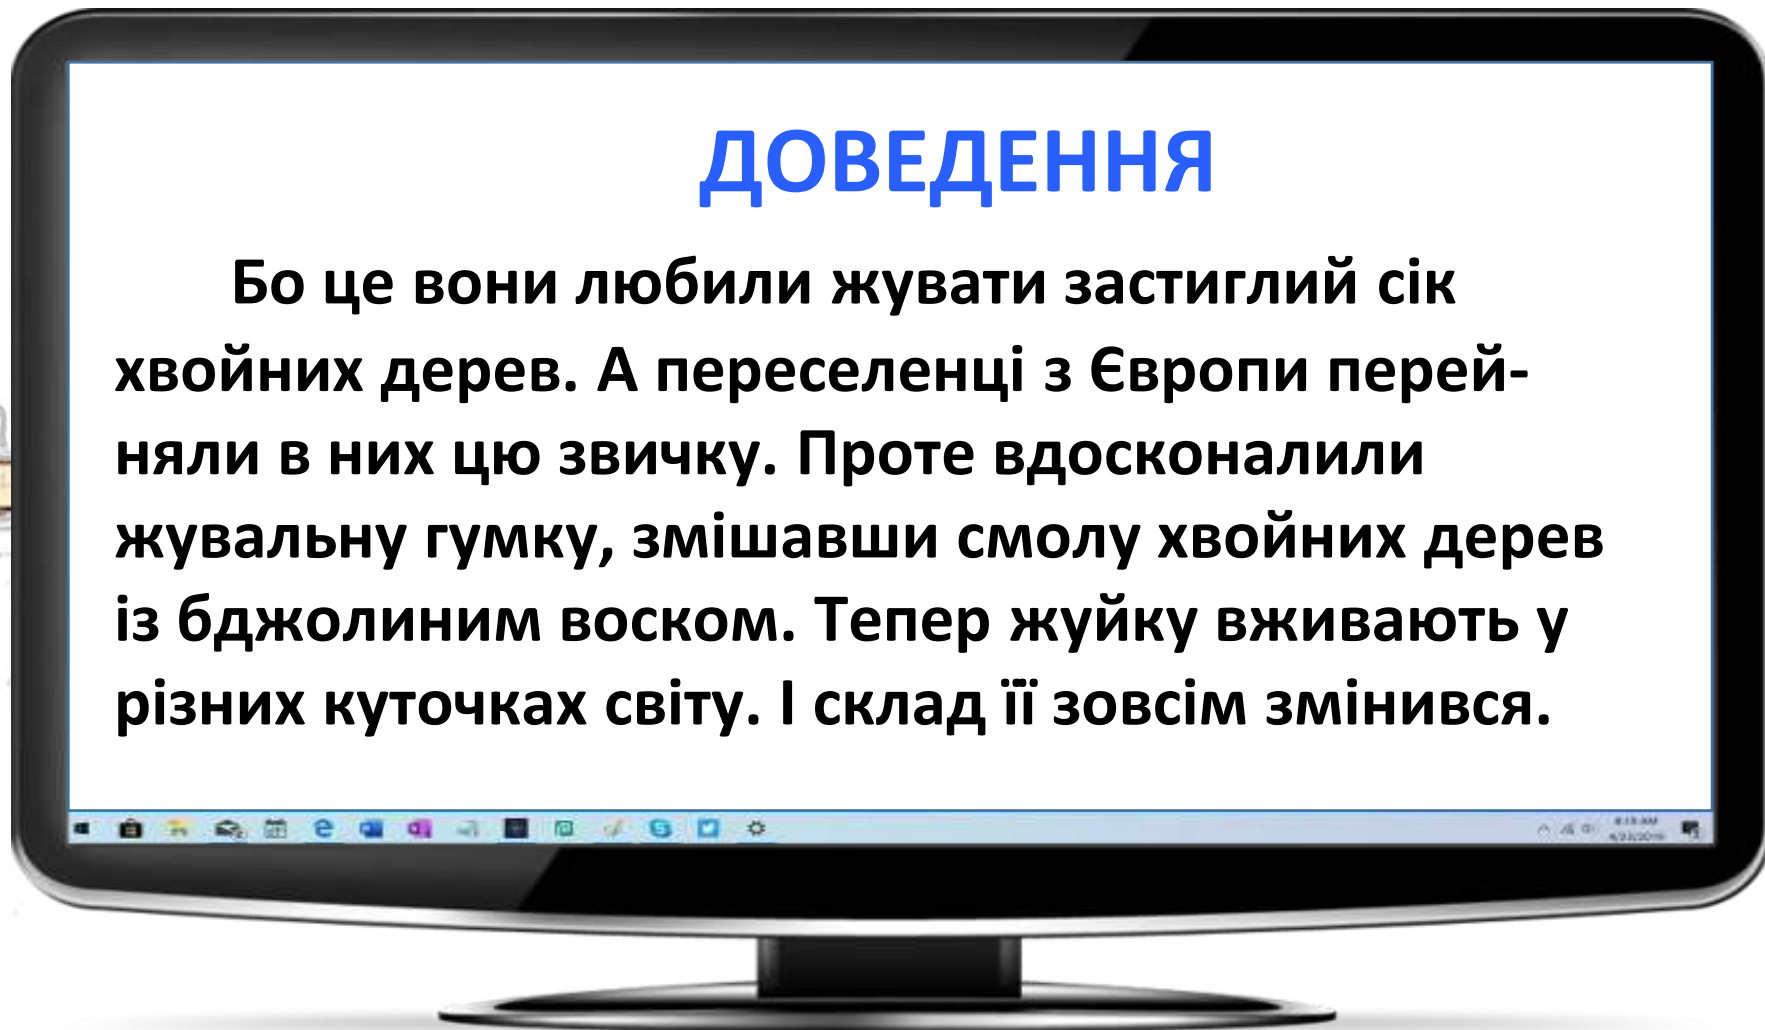 ДОВЕДЕННЯ
Бо це вони любили жувати застиглий сік
хвойних дерев. А переселенці з Європи перей-
няли в них цю звичку. Проте вдосконалили
жувальну гумку, змішавши смолу хвойних дерев
із бджолиним воском. Тепер жуйку вживають у
різних куточках світу. І склад її зовсім змінився.